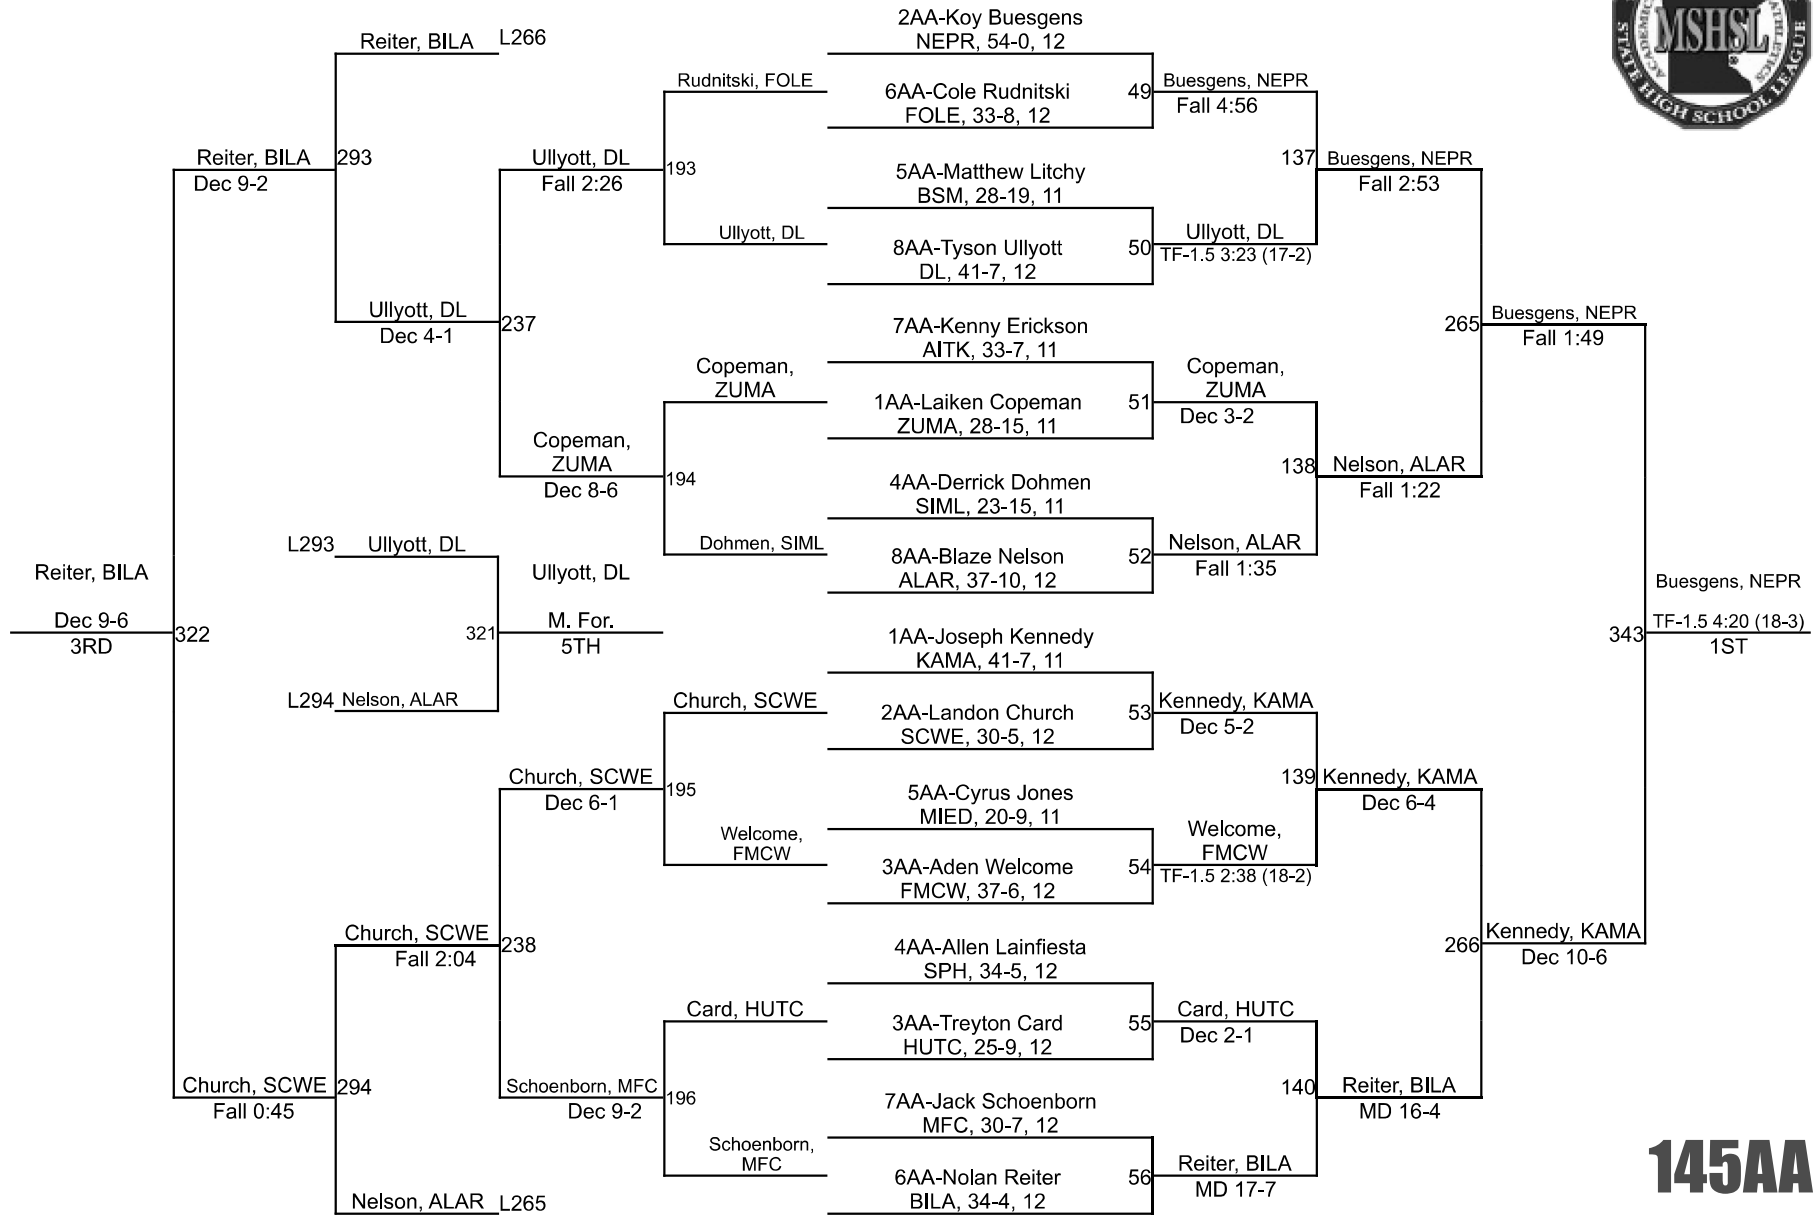 Reiter, BILA
L266
Rudnitski, FOLE
Reiter, BILA
Dec 9-2
293
Ullyott, DL
Fall 2:26
193
Ullyott, DL
Ullyott, DL
Dec 4-1
237
Copeman,
ZUMA
Copeman,
ZUMA
Dec 8-6
194
Dohmen, SIML
L293
Ullyott, DL
Reiter, BILA
Dec 9-6
3RD
322
Ullyott, DL
M. For.
5TH
321
L294
Nelson, ALAR
Church, SCWE
Church, SCWE
Dec 6-1
195
Welcome,
FMCW
Church, SCWE
Fall 2:04
238
Card, HUTC
Church, SCWE
Fall 0:45
294
Schoenborn, MFC
Dec 9-2
196
Schoenborn,
MFC
Nelson, ALAR
L265
2AA-Koy Buesgens
NEPR, 54-0, 12
6AA-Cole Rudnitski
FOLE, 33-8, 12
49
5AA-Matthew Litchy
BSM, 28-19, 11
8AA-Tyson Ullyott
DL, 41-7, 12
50
7AA-Kenny Erickson
AITK, 33-7, 11
1AA-Laiken Copeman
ZUMA, 28-15, 11
51
4AA-Derrick Dohmen
SIML, 23-15, 11
8AA-Blaze Nelson
ALAR, 37-10, 12
52
1AA-Joseph Kennedy
KAMA, 41-7, 11
2AA-Landon Church
SCWE, 30-5, 12
53
5AA-Cyrus Jones
MIED, 20-9, 11
3AA-Aden Welcome
FMCW, 37-6, 12
54
4AA-Allen Lainfiesta
SPH, 34-5, 12
3AA-Treyton Card
HUTC, 25-9, 12
55
7AA-Jack Schoenborn
MFC, 30-7, 12
6AA-Nolan Reiter
BILA, 34-4, 12
56
Buesgens, NEPR
Fall 4:56
137
Buesgens, NEPR
Fall 2:53
Ullyott, DL
TF-1.5 3:23 (17-2)
265
Buesgens, NEPR
Fall 1:49
Copeman,
ZUMA
Dec 3-2
138
Nelson, ALAR
Fall 1:22
Nelson, ALAR
Fall 1:35
Buesgens, NEPR
TF-1.5 4:20 (18-3)
1ST
343
Kennedy, KAMA
Dec 5-2
139
Kennedy, KAMA
Dec 6-4
Welcome,
FMCW
TF-1.5 2:38 (18-2)
266
Kennedy, KAMA
Dec 10-6
Card, HUTC
Dec 2-1
140
Reiter, BILA
MD 16-4
Reiter, BILA
MD 17-7
MSHSL
STATE HIGH SCHOOL LEAGUE
145AA